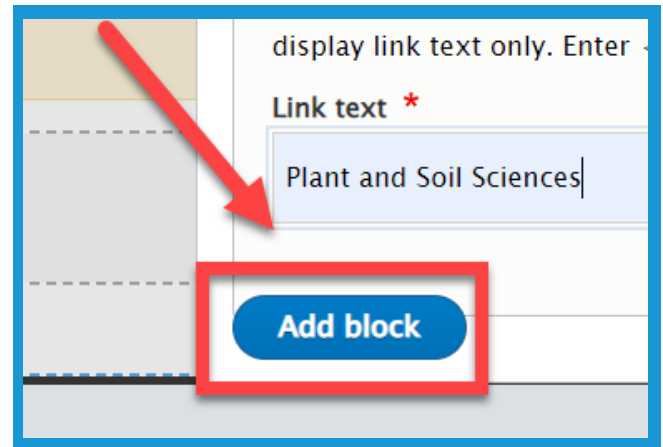 display link text only. Enter
Link text *
Plant and Soil Sciences
Add block